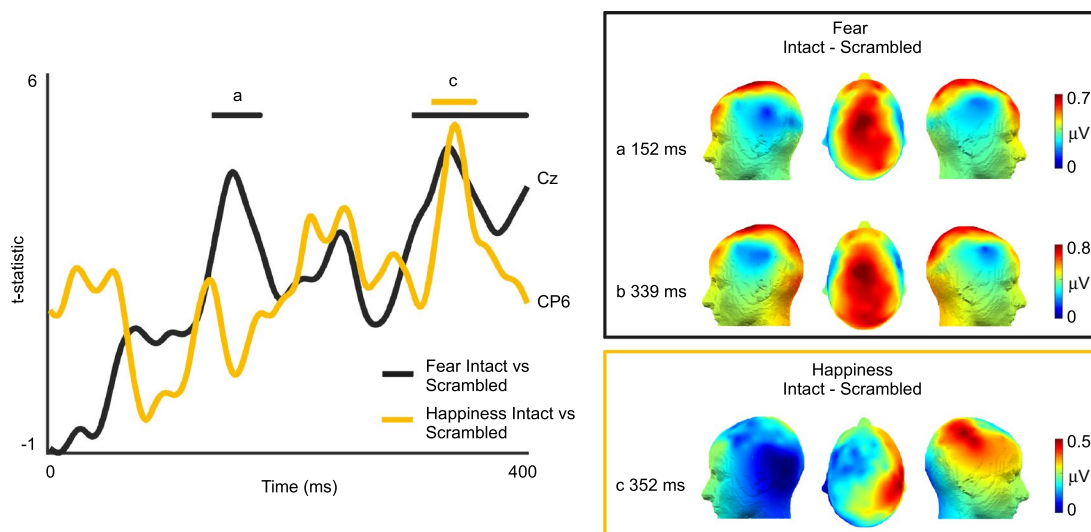 6
t-statistic
-1
0
Time (ms)
400
a
c
Cz
CP6
Fear Intact vs
Scrambled
Happiness Intact vs
Scrambled
Fear
Intact - Scrambled
a 152 ms
0.7
μV
0
b 339 ms
0.8
μV
0
Happiness
Intact - Scrambled
c 352 ms
0.5
μV
0